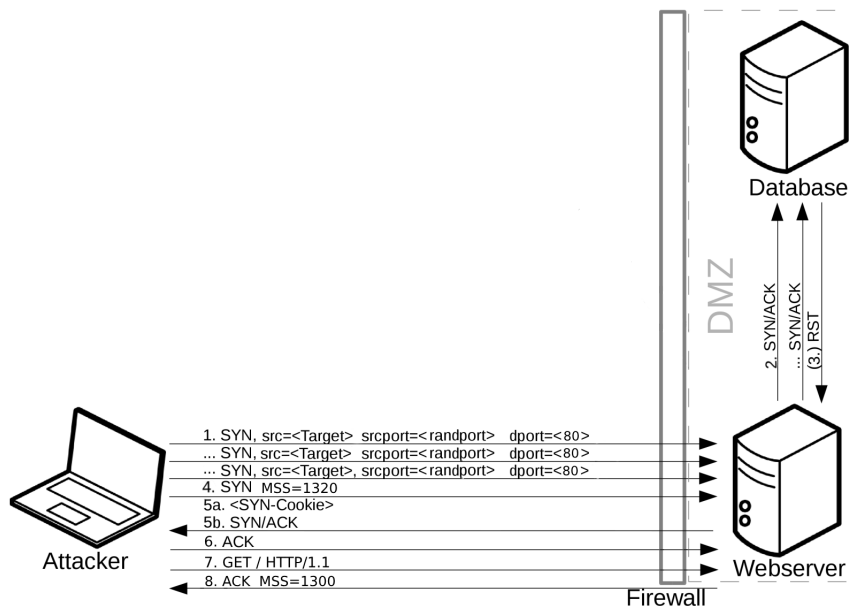 Database
DMZ
2. SYN/ACK
... SYN/ACK
(3.) RST
1. SYN, src=<Target> srcport=<randport> dport=<80>
... SYN, src=<Target> srcport=<randport> dport=<80>
... SYN, src=<Target>, srcport=<randport> dport=<80>
4. SYN MSS=1320
5a. <SYN-Cookie>
5b. SYN/ACK
6. ACK
7. GET / HTTP/1.1
8. ACK MSS=1300
Attacker
Webserver
Firewall